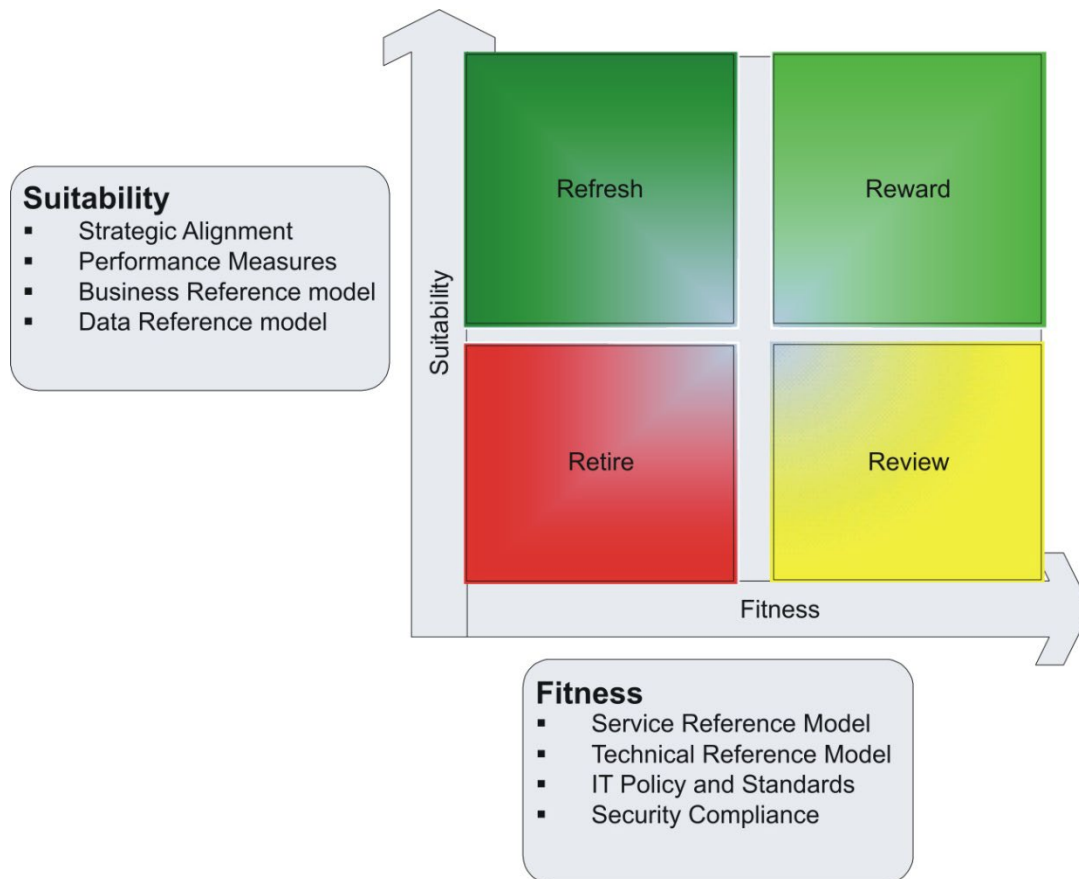 Refresh
Reward
Suitability
▪ Strategic Alignment
▪ Performance Measures
▪ Business Reference model
▪ Data Reference model
Suitability
Retire
Review
Fitness
Fitness
▪ Service Reference Model
▪ Technical Reference Model
▪ IT Policy and Standards
▪ Security Compliance